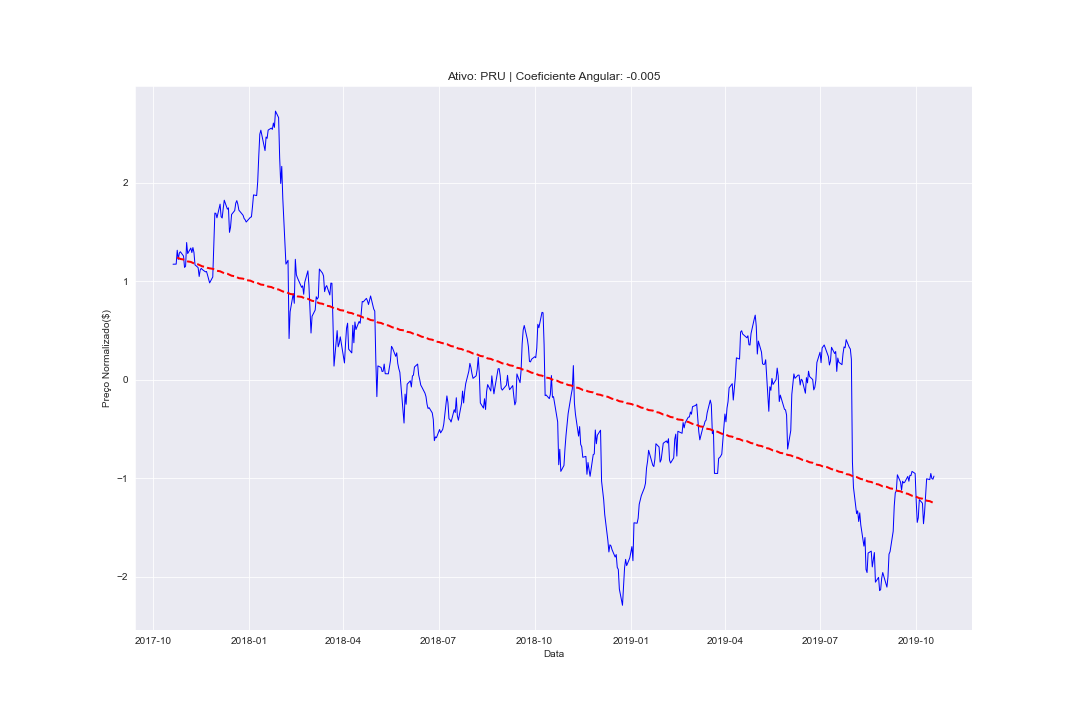 Ativo: PRU | Coeficiente Angular: -0.005
Preço Normalizado($)
2
1
0
−1
−2
2017-10 2018-01 2018-04 2018-07 2018-10 2019-01 2019-04 2019-07 2019-10
Data